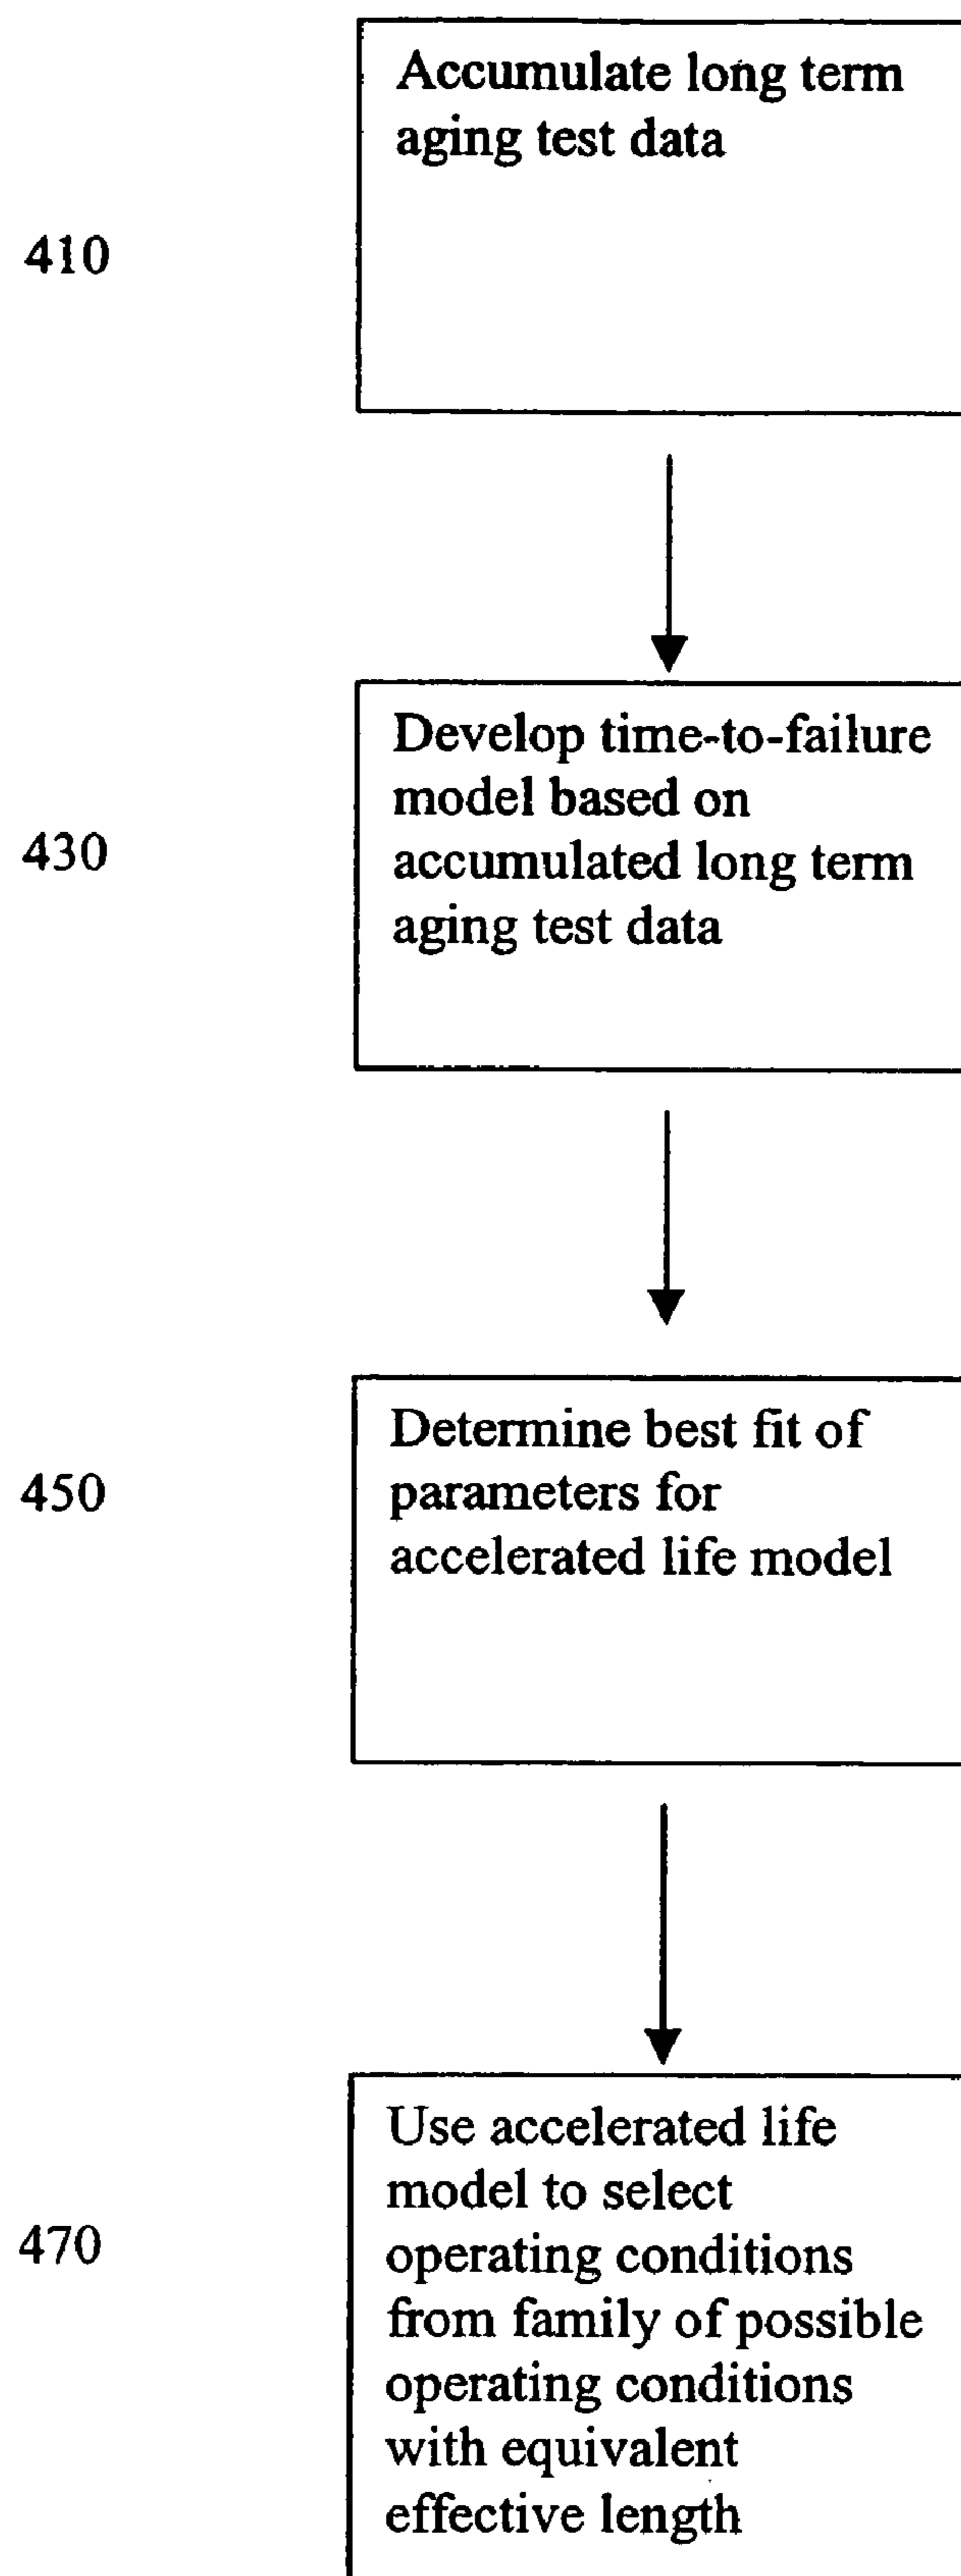 Accumulate long term
aging test data
410
Develop time-to-failure
model based on
430
accumulated long term
aging test data
Determine best fit of
450
parameters for
accelerated life model
Use accelerated life
model to select
470
operating conditions
from family of possible
operating conditions
with equivalent
effective length